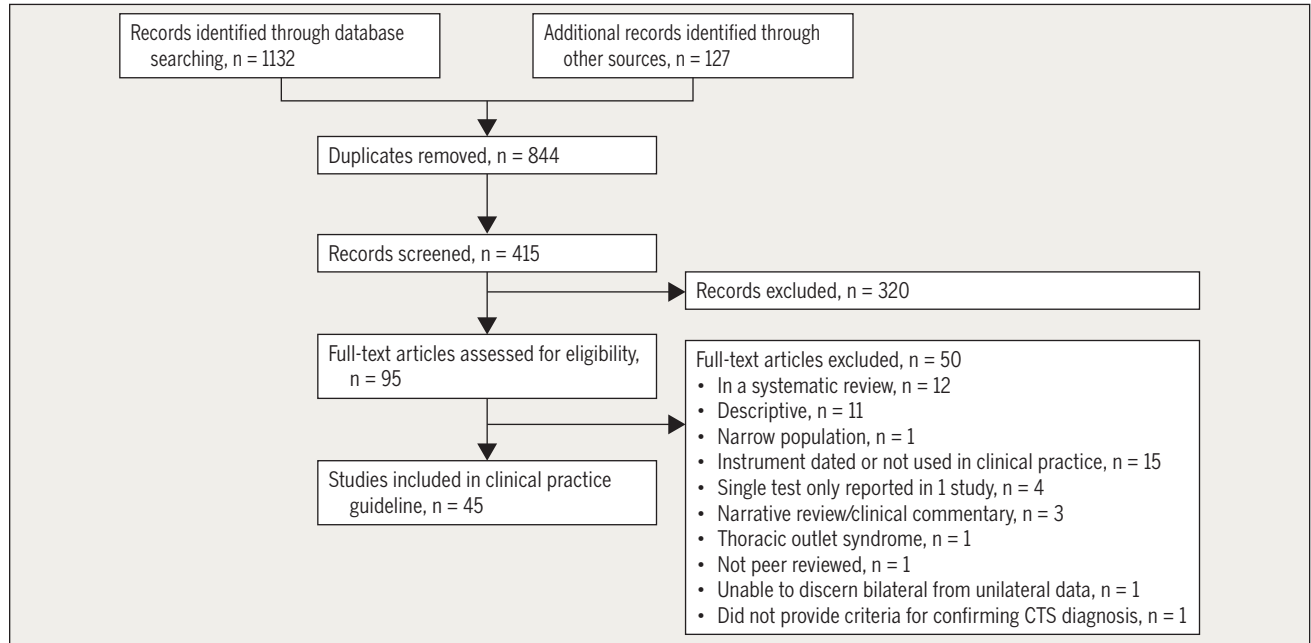 Records identified through database
searching, n = 1132
Additional records identified through
other sources, n = 127
Duplicates removed, n = 844
Records screened, n = 415
Records excluded, n = 320
Full-text articles assessed for eligibility,
n = 95
Full-text articles excluded, n = 50
• In a systematic review, n = 12
• Descriptive, n = 11
• Narrow population, n = 1
• Instrument dated or not used in clinical practice, n = 15
• Single test only reported in 1 study, n = 4
• Narrative review/clinical commentary, n = 3
• Thoracic outlet syndrome, n = 1
• Not peer reviewed, n = 1
• Unable to discern bilateral from unilateral data, n = 1
• Did not provide criteria for confirming CTS diagnosis, n = 1
Studies included in clinical practice
guideline, n = 45